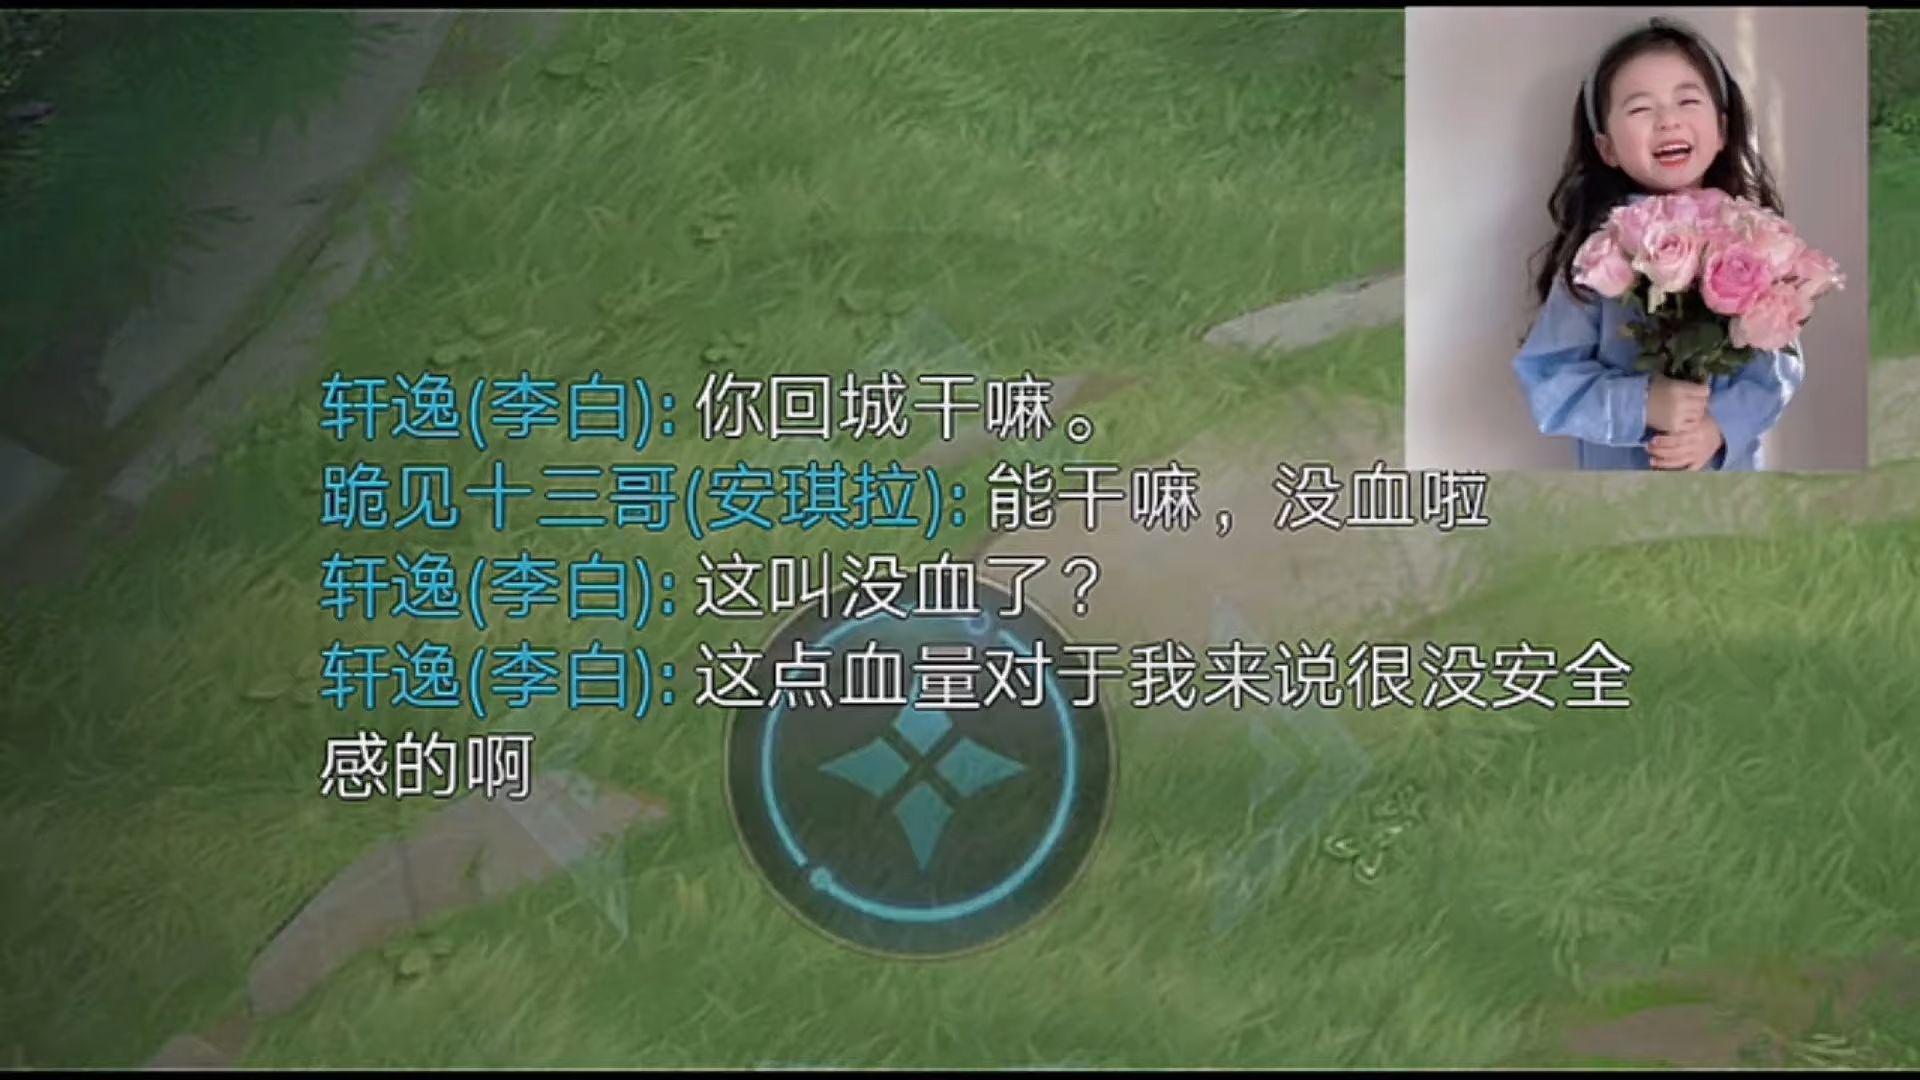 轩逸(李白): 你回城干嘛。
跪见十三哥(安琪拉): 能干嘛，没血啦
轩逸(李白): 这叫没血了？
轩逸(李白): 这点血量对于我来说很没安全
感的啊